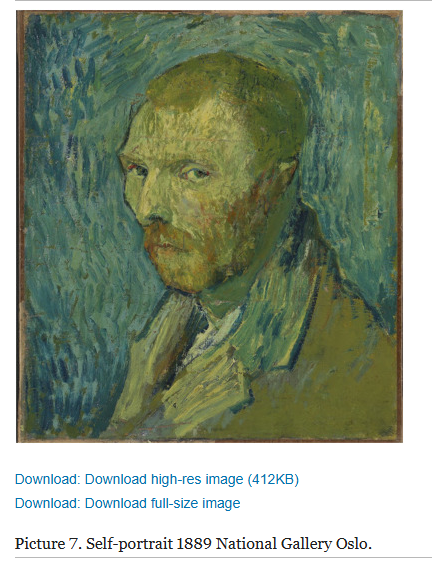 Download: Download high-res image (412KB)
Download: Download full-size image
Picture 7. Self-portrait 1889 National Gallery Oslo.